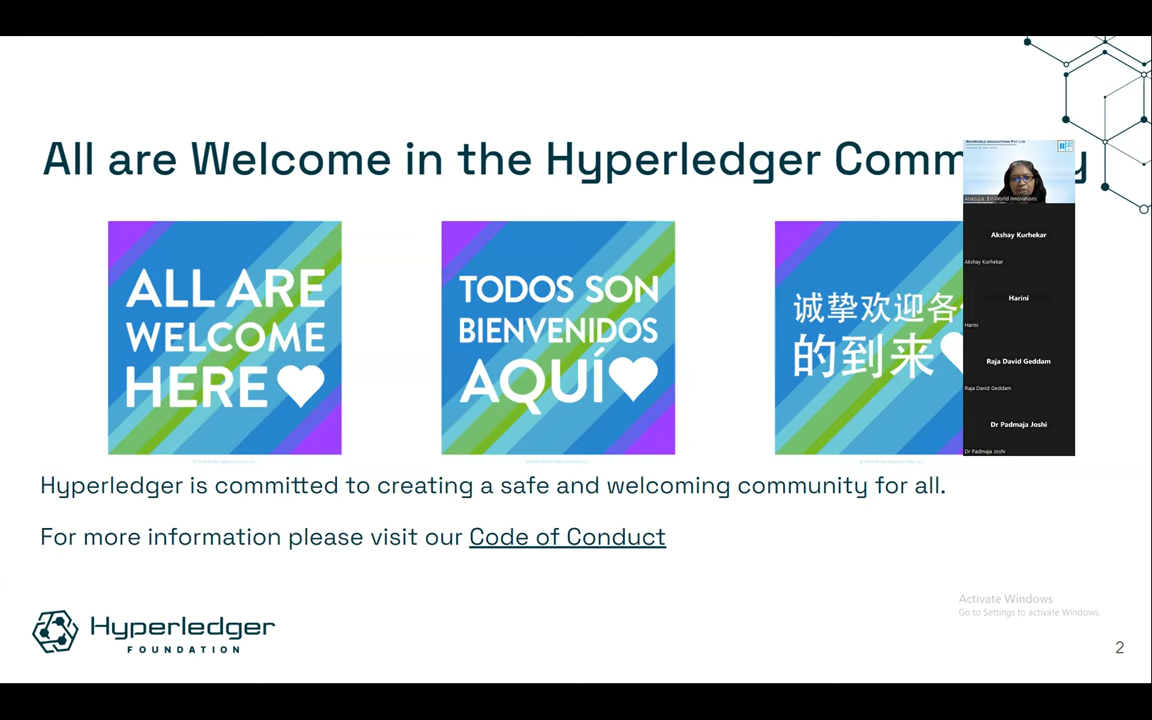 All are Welcome in the Hyperledger Comm y
ALL ARE
WELCOME
HERE
TODOS SON
BIENVENIDOS
AQUÍ
诚挚欢迎各
的到来
Akshay Kurhekar
Akshay Kurhekar
Harini
Harini
Raja David Geddam
Raja David Geddam
Dr Padmaja Joshi
Dr Padmaja Joshi
Hyperledger is committed to creating a safe and welcoming community for all.
For more information please visit our Code of Conduct
Activate Windows
Go to Settings to activate Windows.
Hyperledger
FOUNDATION
2